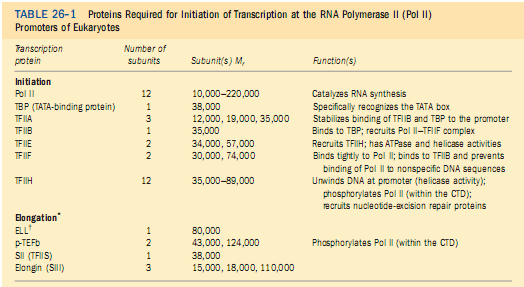 TABLE 26-1 Proteins Required for Initiation of Transcription at the RNA Polymerase II (Pol II)
Promoters of Eukaryotes
Transcription protein Number of subunits Subunit(s) Mr Function(s)
Initiation
Pol II 12 10,000–220,000 Catalyzes RNA synthesis
TBP (TATA-binding protein) 1 38,000 Specifically recognizes the TATA box
TFIIA 3 12,000, 19,000, 35,000 Stabilizes binding of TFIIB and TBP to the promoter
TFIIB 1 35,000 Binds to TBP; recruits Pol II–TFIIF complex
TFIIE 2 34,000, 57,000 Recruits TFIIH; has ATPase and helicase activities
TFIIF 2 30,000, 74,000 Binds tightly to Pol II; binds to TFIIB and prevents
binding of Pol II to nonspecific DNA sequences
TFIIH 12 35,000–89,000 Unwinds DNA at promoter (helicase activity);
phosphorylates Pol II (within the CTD);
recruits nucleotide-excision repair proteins
Elongation*
ELL† 1 80,000
p-TEFb 2 43,000, 124,000 Phosphorylates Pol II (within the CTD)
SII (TFIIS) 1 38,000
Elongin (SIII) 3 15,000, 18,000, 110,000